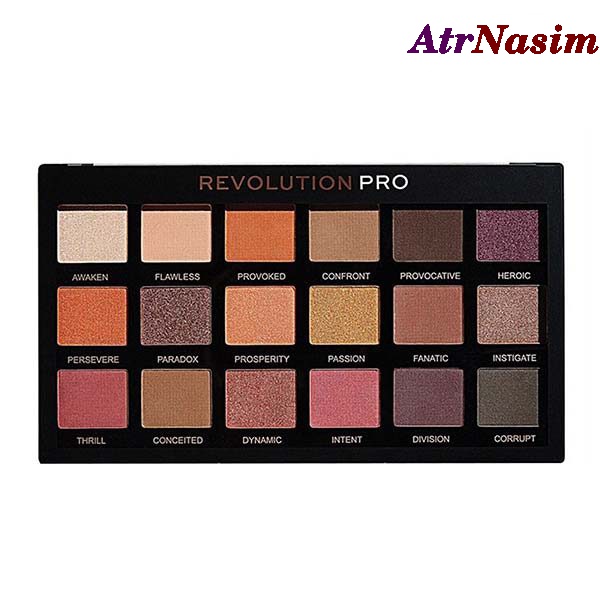 AtrNasim
REVOLUTION PRO
AWAKEN FLAWLESS PROVOKED CONFRONT PROVOCATIVE HEROIC
PERSEVERE PARADOX PROSPERITY PASSION FANATIC INSTIGATE
THRILL CONCEITED DYNAMIC INTENT DIVISION CORRUPT